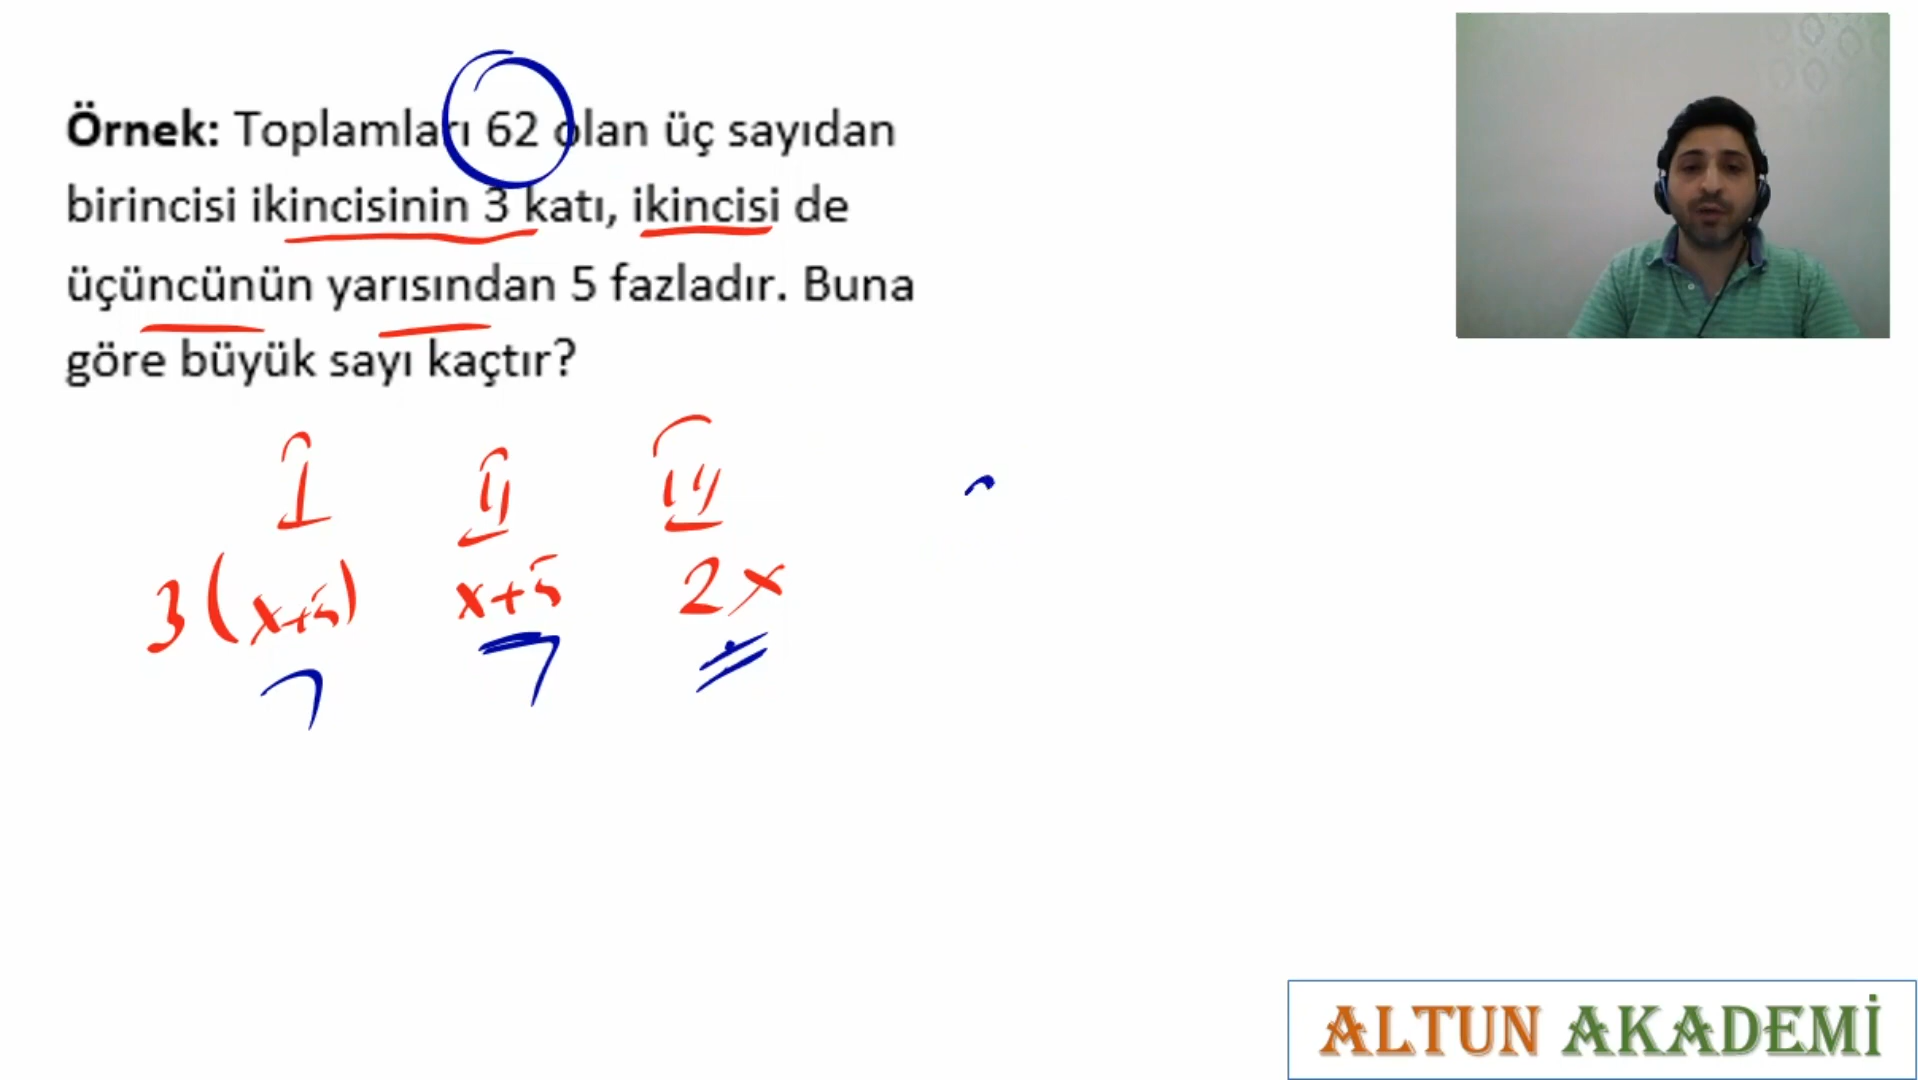 Örnek: Toplamları 62 olan üç sayıdan
birincisi ikincisinin 3 katı, ikincisi de
üçüncünün yarısından 5 fazladır. Buna
göre büyük sayı kaçtır?
I II III
3(x+5) x+5 2x
ALTUN AKADEMİ